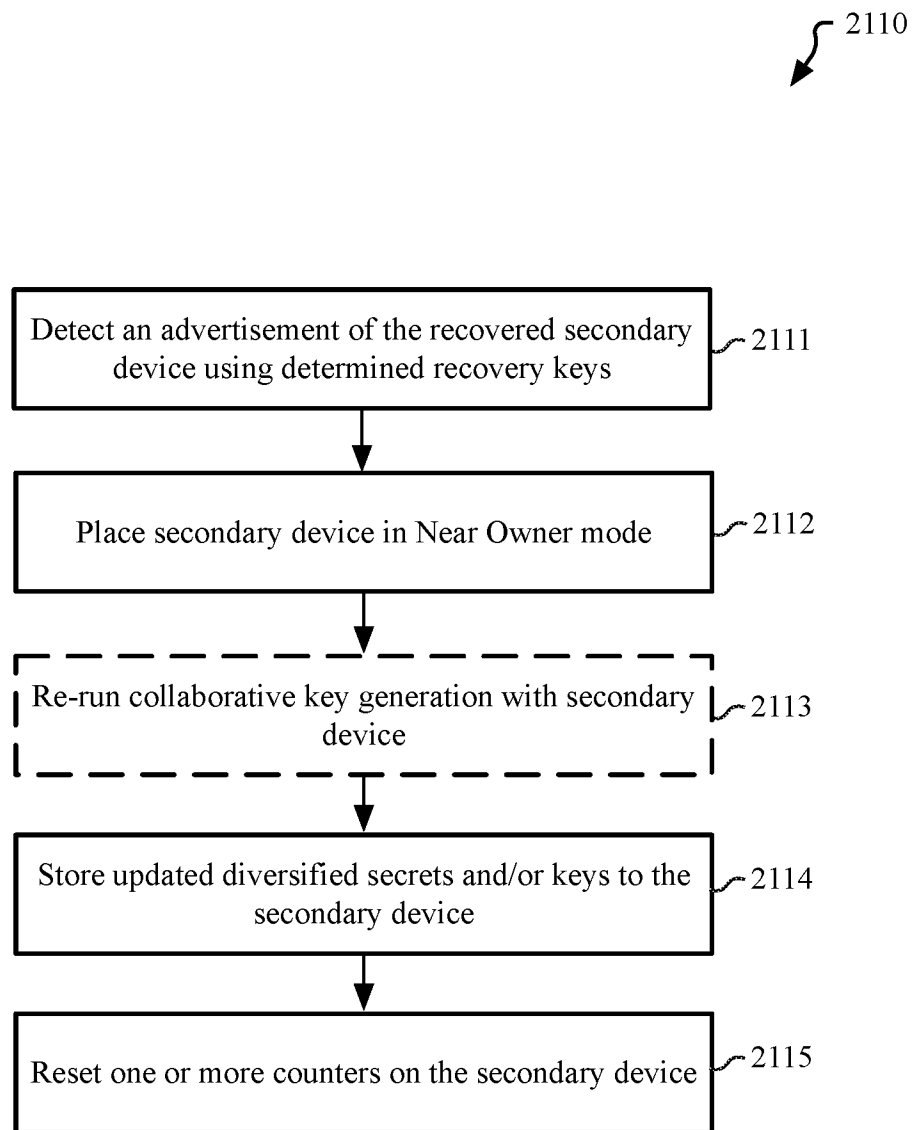 2110
Detect an advertisement of the recovered secondary
device using determined recovery keys
2111
Place secondary device in Near Owner mode
2112
Re-run collaborative key generation with secondary
device
2113
Store updated diversified secrets and/or keys to the
secondary device
2114
Reset one or more counters on the secondary device
2115